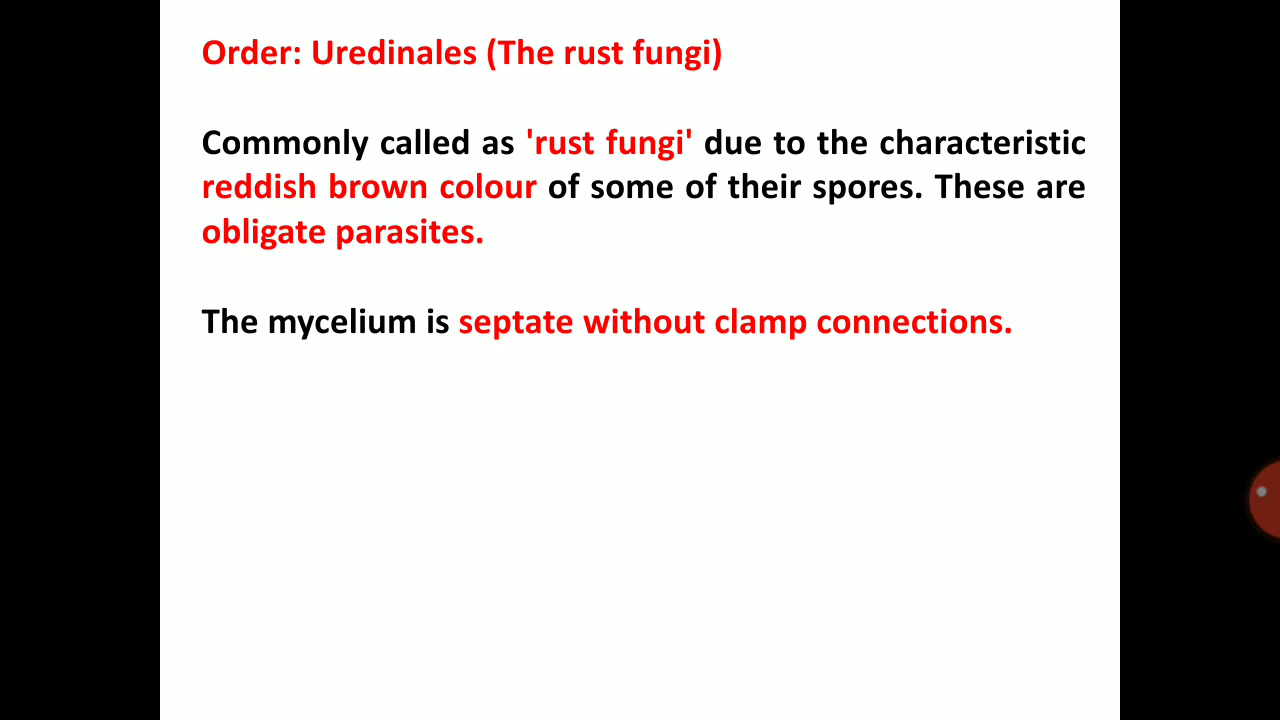 Order: Uredinales (The rust fungi)
Commonly called as 'rust fungi' due to the characteristic
reddish brown colour of some of their spores. These are
obligate parasites.
The mycelium is septate without clamp connections.